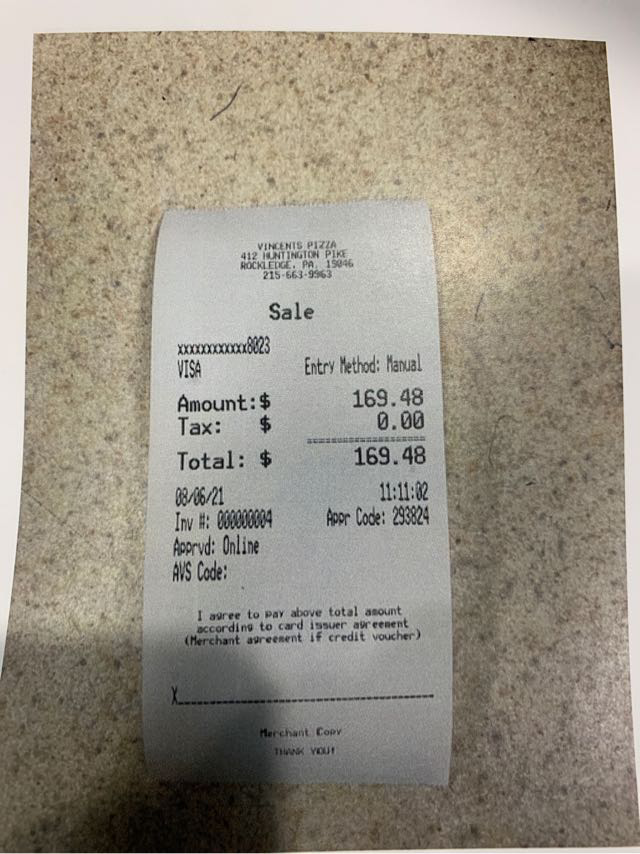 VINCENTS PIZZA
412 HUNTINGTON PIKE
ROCKLEDGE, PA, 19046
215-663-9963
Sale
xxxxxxxxxxxx8023
VISA Entry Method: Manual
Amount:$ 169.48
Tax: $ 0.00
====================
Total: $ 169.48
08/06/21 11:11:02
Inv #: 000000004 Appr Code: 293824
Apprvd: Online
AVS Code:
I agree to pay above total amount
according to card issuer agreement
(Merchant agreement if credit voucher)
X
Merchant Copy
THANK YOU!